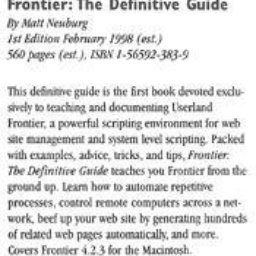 Frontier: The Definitive Guide
By Matt Neuburg
1st Edition February 1998 (est.)
560 pages (est.), ISBN 1-56592-383-9
This definitive guide is the first book devoted exclu-
sively to teaching and documenting Userland
Frontier, a powerful scripting environment for web
site management and system level scripting. Packed
with examples, advice, tricks, and tips, Frontier:
The Definitive Guide teaches you Frontier from the
ground up. Learn how to automate repetitive
processes, control remote computers across a net-
work, beef up your web site by generating hundreds
of related web pages automatically, and more.
Covers Frontier 4.2.3 for the Macintosh.